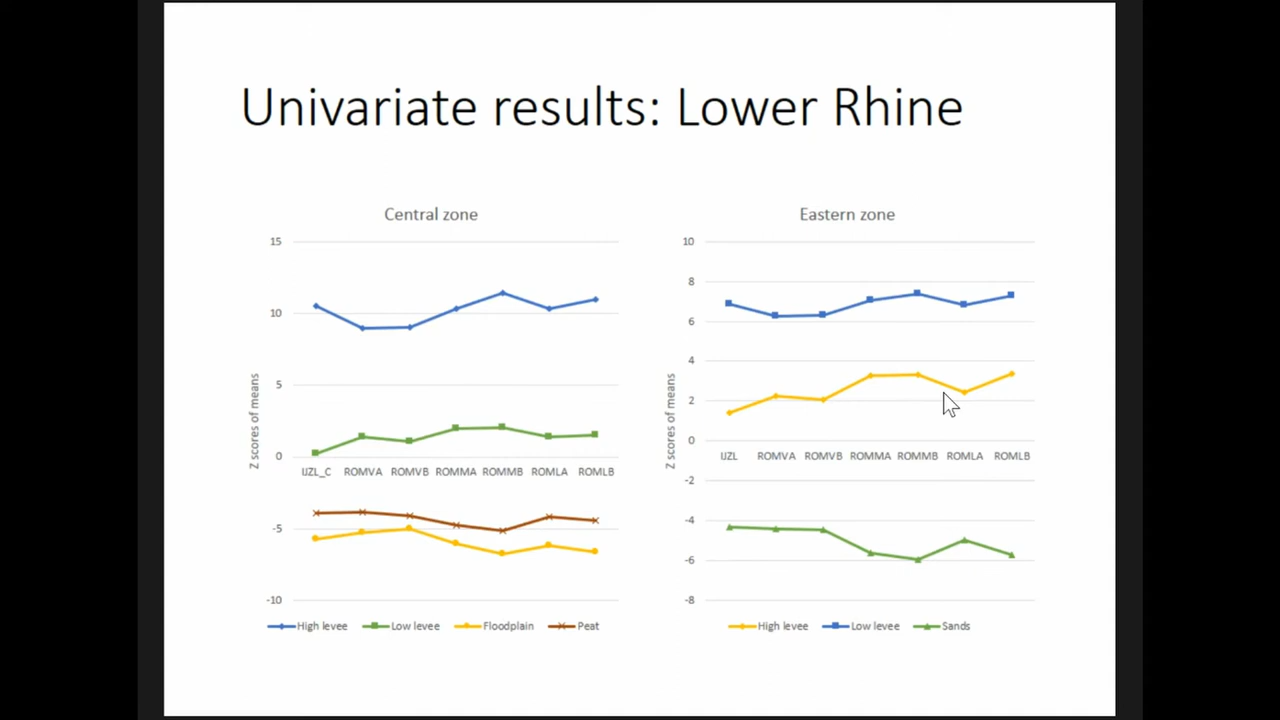 Univariate results: Lower Rhine
Central zone
15
10
5
0
-5
-10
Z scores of means
IJZL_C ROMVA ROMVB ROMMA ROMMB ROMLA ROMLB
High levee Low levee Floodplain Peat
Eastern zone
10
8
6
4
2
0
-2
-4
-6
-8
Z scores of means
IJZL ROMVA ROMVB ROMMA ROMMB ROMLA ROMLB
High levee Low levee Sands